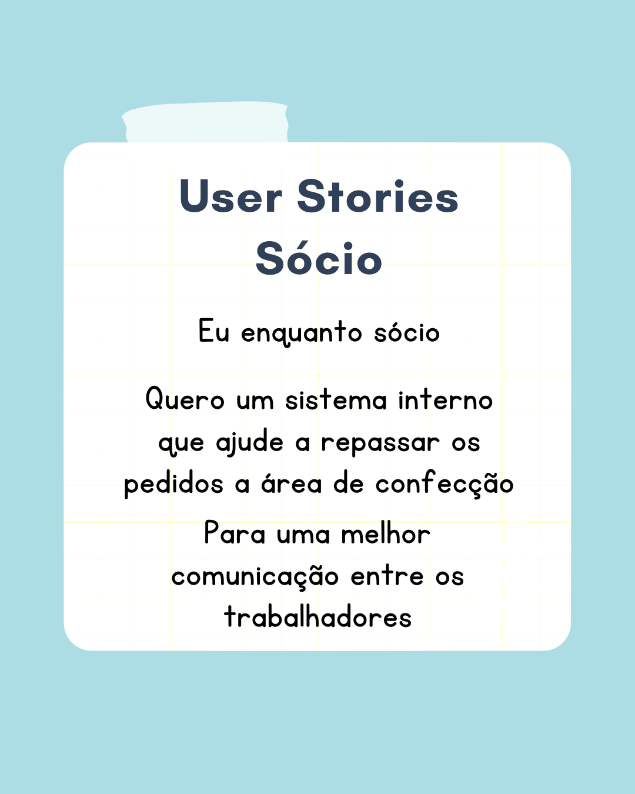 User Stories
Sócio
Eu enquanto sócio
Quero um sistema interno
que ajude a repassar os
pedidos a área de confecção
Para uma melhor
comunicação entre os
trabalhadores